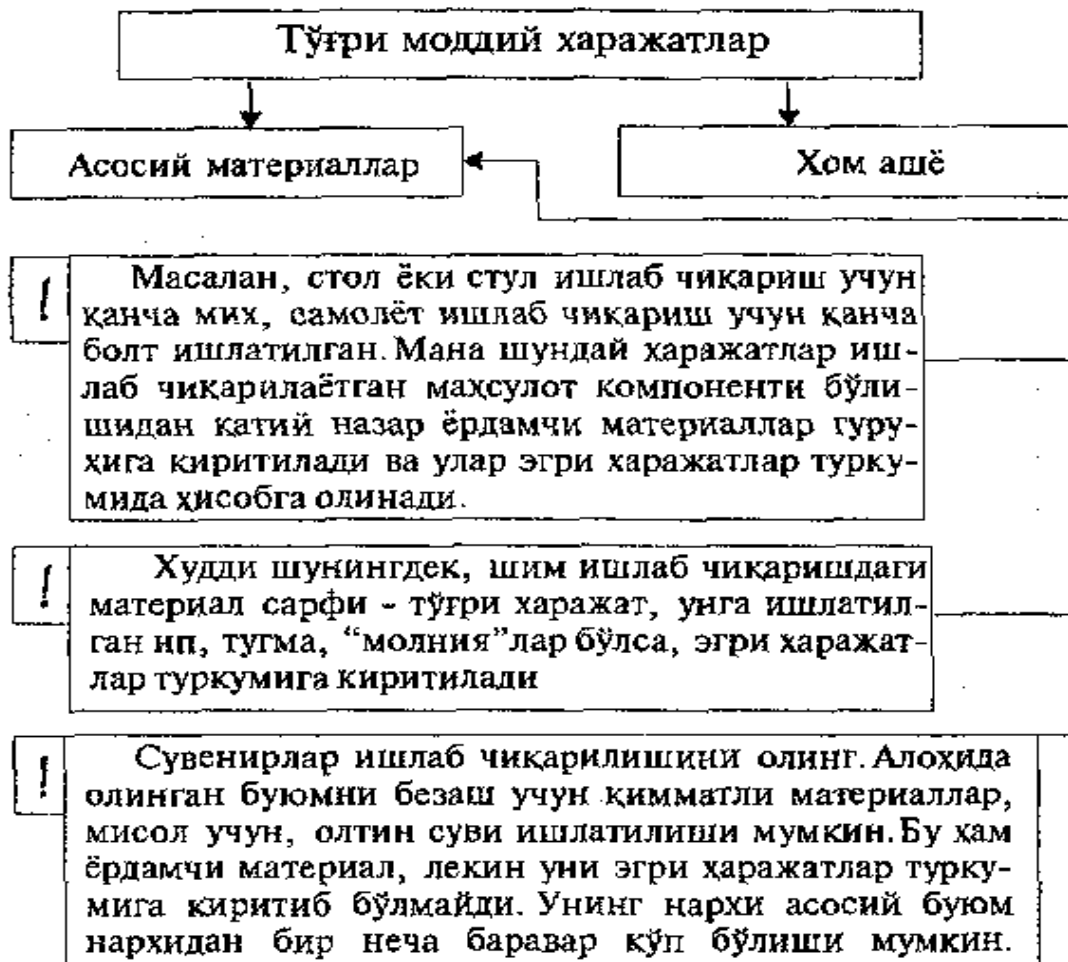 Тўғри моддий харажатлар
Асосий материаллар
Хом ашё
! Масалан, стол ёки стул ишлаб чиқариш учун
қанча мих, самолёт ишлаб чиқариш учун қанча
болт ишлатилган. Мана шундай ҳаражатлар иш-
лаб чиқарилаётган маҳсулот компоненти бўли-
шидан қатий назар ёрдамчи материаллар гуру-
ҳига киритилади ва улар эгри харажатлар турку-
мида ҳисобга олинади.
! Худди шунингдек, шим ишлаб чиқаришдаги
материал сарфи - тўғри харажат, унга ишлатил-
ган ип, тугма, “молния”лар бўлса, эгри ҳаражат-
лар туркумига киритилади
! Сувенирлар ишлаб чиқарилишини олинг. Алоҳида
олинган буюмни безаш учун қимматли материаллар,
мисол учун, олтин суви ишлатилиши мумкин. Бу ҳам
ёрдамчи материал, лекин уни эгри ҳаражатлар турку-
мига киритиб бўлмайди. Унинг нархи асосий буюм
нархидан бир неча баравар кўп бўлиши мумкин.